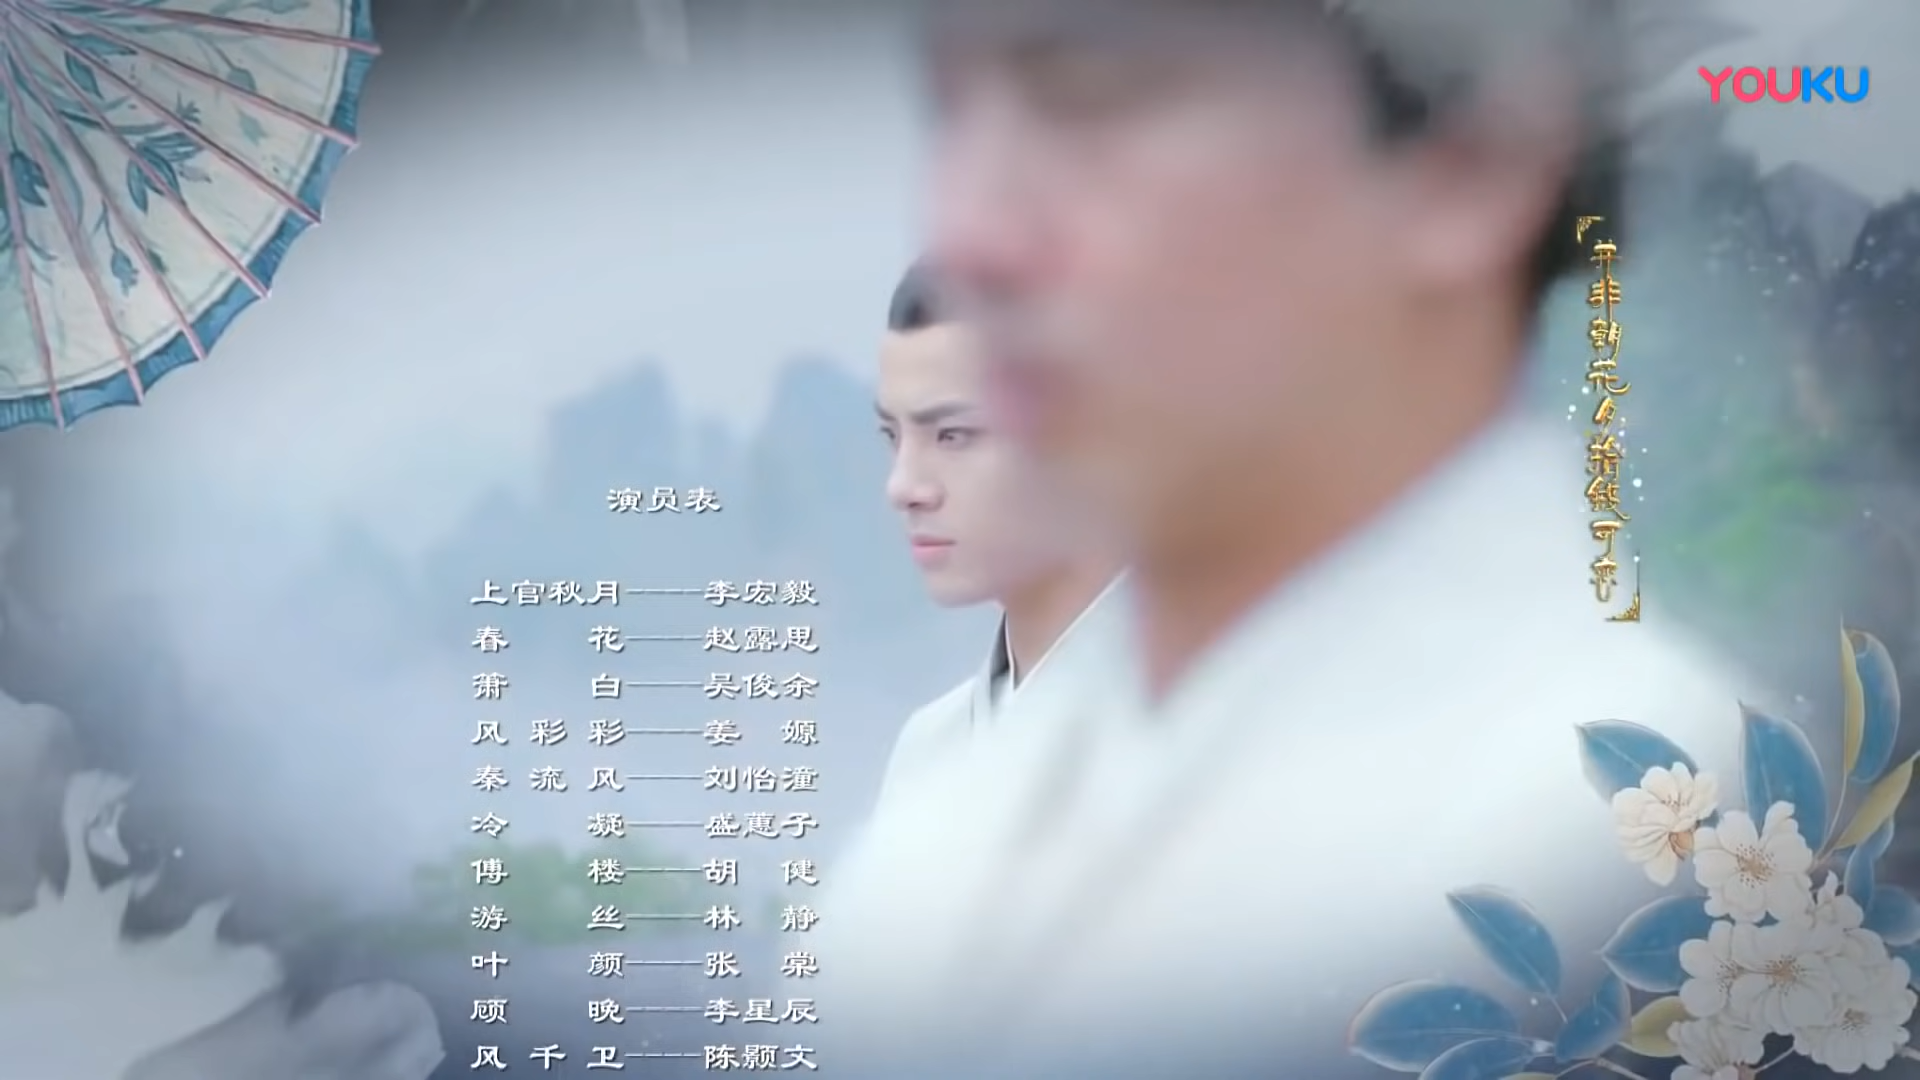 YOUKU
并非朝花夕拾皆可恋
演员表
上官秋月——李宏毅
春花——赵露思
萧白——吴俊余
风彩彩——姜嫄
秦流风——刘怡潼
冷凝——盛蕙子
傅楼——胡健
游丝——林静
叶颜——张棠
顾晚——李星辰
风千卫----陈颢文